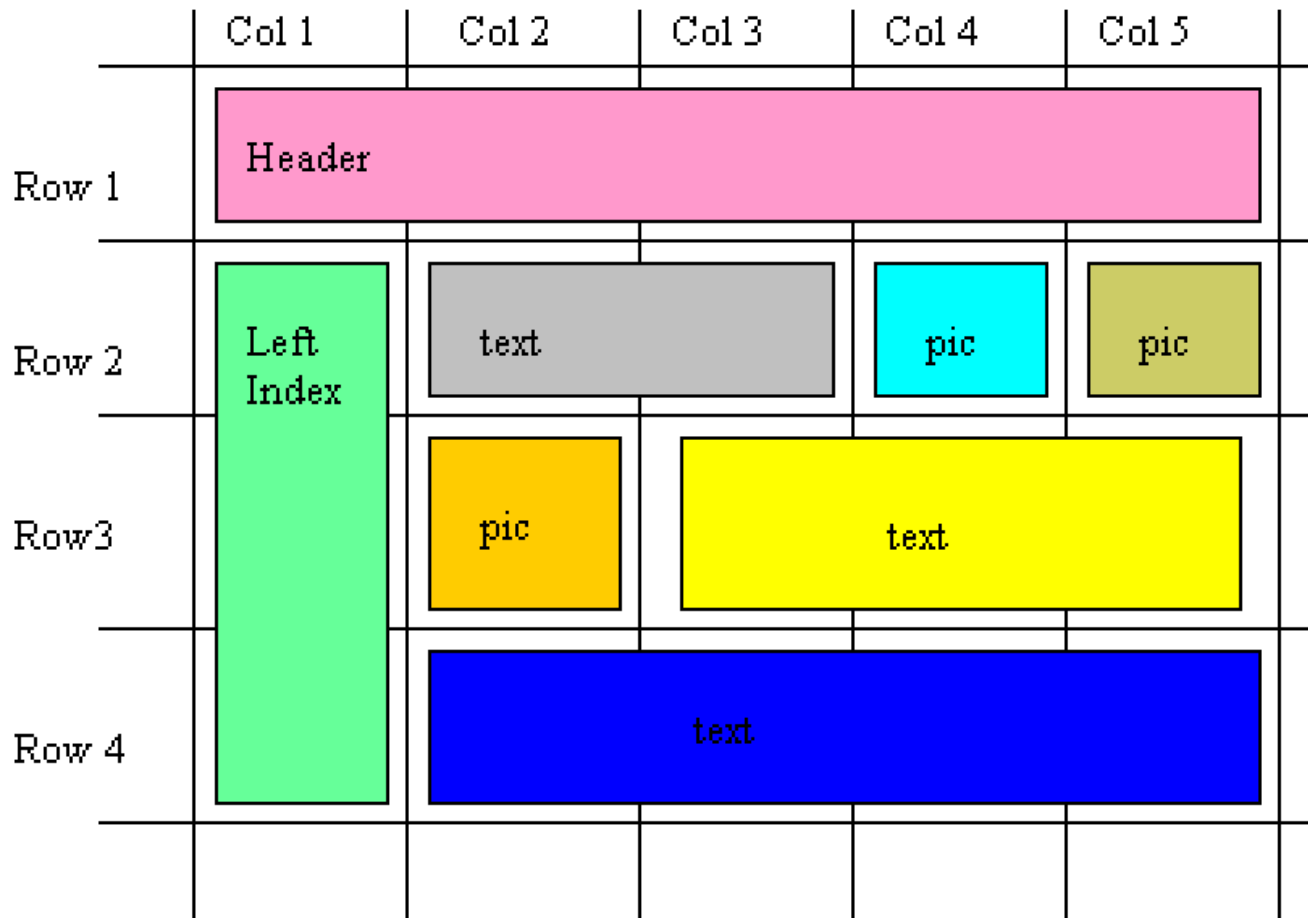 Col 1 Col 2 Col 3 Col 4 Col 5
Header
Row 1
Left
Index
text
pic
pic
Row 2
pic
text
Row3
text
Row 4